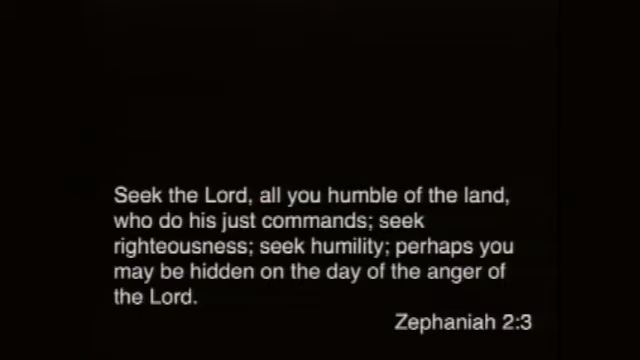 Seek the Lord, all you humble of the land,
who do his just commands; seek
righteousness; seek humility; perhaps you
may be hidden on the day of the anger of
the Lord.
Zephaniah 2:3